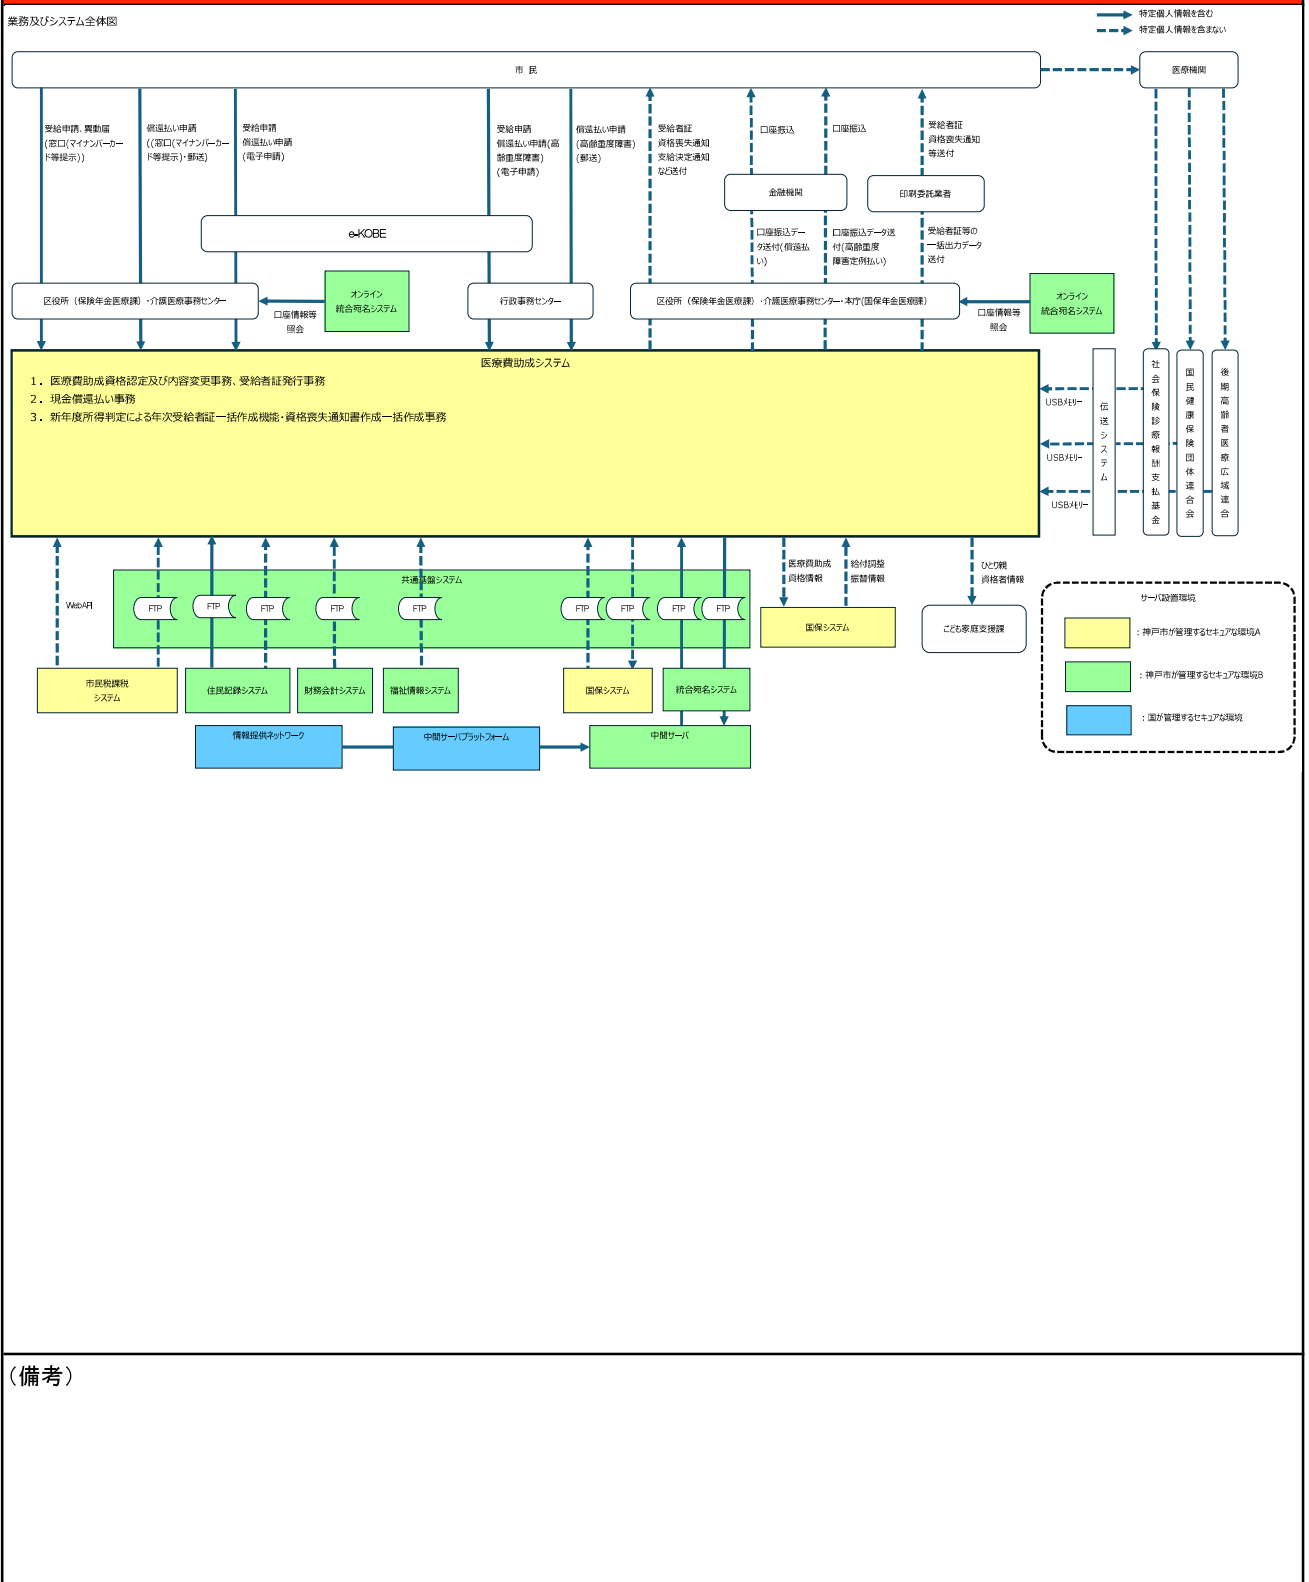 業務及びシステム全体図
特定個人情報を含む
特定個人情報を含まない
市 民
医療機関
受給申請、異動届
(窓口(マイナンバーカー
ド等提示))
償還払い申請
((窓口(マイナンバーカー
ド等提示)・郵送)
受給申請
償還払い申請
(電子申請)
受給申請
償還払い申請(高
齢重度障害)
(電子申請)
償還払い申請
(高齢重度障害)
(郵送)
受給者証
資格喪失通知
支給決定通知
など送付
口座振込
口座振込
受給者証
資格喪失通知
等送付
金融機関
印刷委託業者
e-KOBE
口座振込デー
タ送付(償還払
い)
口座振込データ送
付(高齢重度
障害定例払い)
受給者証等の
一括出力データ
送付
区役所（保険年金医療課）・介護医療事務センター
口座情報等
照会
オンライン
統合宛名システム
行政事務センター
区役所（保険年金医療課）・介護医療事務センター・本庁(国保年金医療課)
口座情報等
照会
オンライン
統合宛名システム
医療費助成システム
1． 医療費助成資格認定及び内容変更事務、受給者証発行事務
2． 現金償還払い事務
3． 新年度所得判定による年次受給者証一括作成機能・資格喪失通知書作成一括作成事務
USBメモリー
USBメモリー
USBメモリー
伝送システム
社会保険診療報酬支払基金
国民健康保険団体連合会
後期高齢者医療広域連合
WebAPI
共通基盤システム
FTP
FTP
FTP
FTP
FTP
FTP
FTP
FTP
FTP
医療費助成
資格情報
給付調整
振替情報
ひとり親
資格者情報
国保システム
こども家庭支援課
市民税課税
システム
住民記録システム
財務会計システム
福祉情報システム
国保システム
統合宛名システム
情報提供ネットワーク
中間サーバプラットフォーム
中間サーバ
サーバ設置環境
：神戸市が管理するセキュアな環境A
：神戸市が管理するセキュアな環境B
：国が管理するセキュアな環境
（備考）